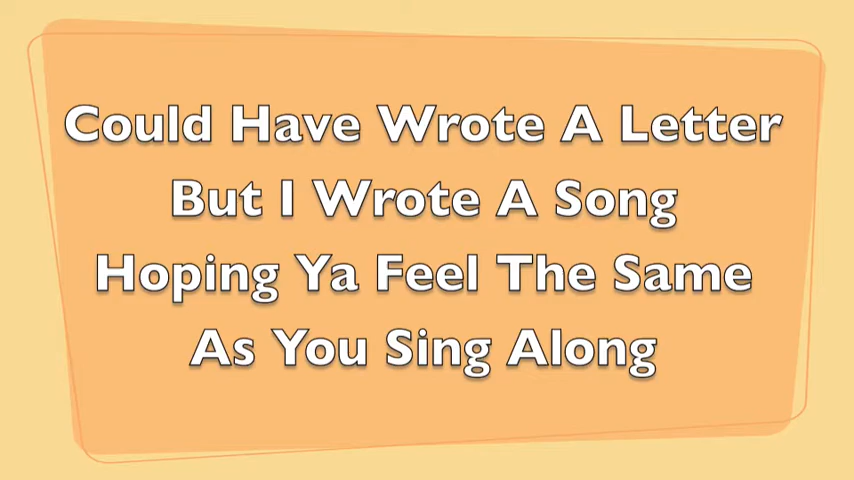 Could Have Wrote A Letter
But I Wrote A Song
Hoping Ya Feel The Same
As You Sing Along